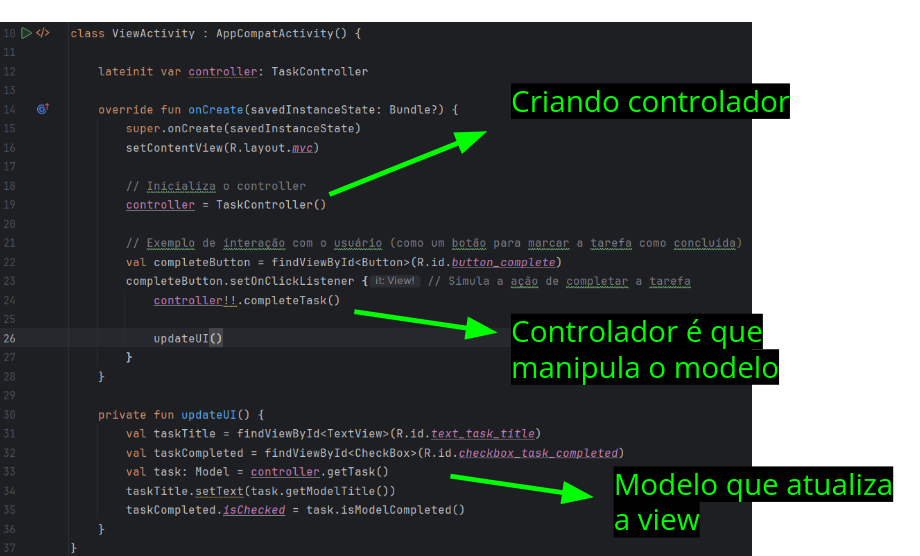 10 class ViewActivity : AppCompatActivity() {
11
12 lateinit var controller: TaskController
13
Criando controlador
14 override fun onCreate(savedInstanceState: Bundle?) {
15 super.onCreate(savedInstanceState)
16 setContentView(R.layout.mvc)
17
18 // Inicializa o controller
19 controller = TaskController()
20
21 // Exemplo de interação com o usuário (como um botão para marcar a tarefa como concluída)
22 val completeButton = findViewById<Button>(R.id.button_complete)
23 completeButton.setOnClickListener { it: View! // Simula a ação de completar a tarefa
24 controller!!.completeTask()
25
26 updateUI()
Controlador é que
manipula o modelo
27 }
28 }
29
30 private fun updateUI() {
31 val taskTitle = findViewById<TextView>(R.id.text_task_title)
32 val taskCompleted = findViewById<CheckBox>(R.id.checkbox_task_completed)
33 val task: Model = controller.getTask()
34 taskTitle.setText(task.getModelTitle())
35 taskCompleted.isChecked = task.isModelCompleted()
Modelo que atualiza
a view
36 }
37 }